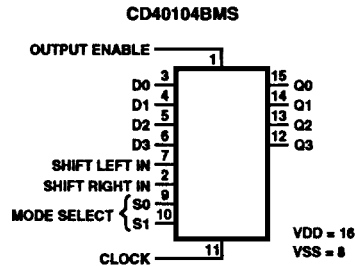 CD40104BMS
OUTPUT ENABLE
1
D0 3 15 Q0
D1 4 14 Q1
D2 5 13 Q2
D3 6 12 Q3
SHIFT LEFT IN 7
SHIFT RIGHT IN 2
MODE SELECT { S0 9
S1 10
VDD = 16
CLOCK 11 VSS = 8